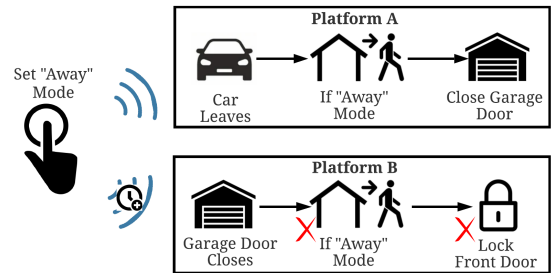 Set "Away"
Mode
Platform A
Car
Leaves
If "Away"
Mode
Close Garage
Door
Platform B
Garage Door
Closes
If "Away"
Mode
Lock
Front Door